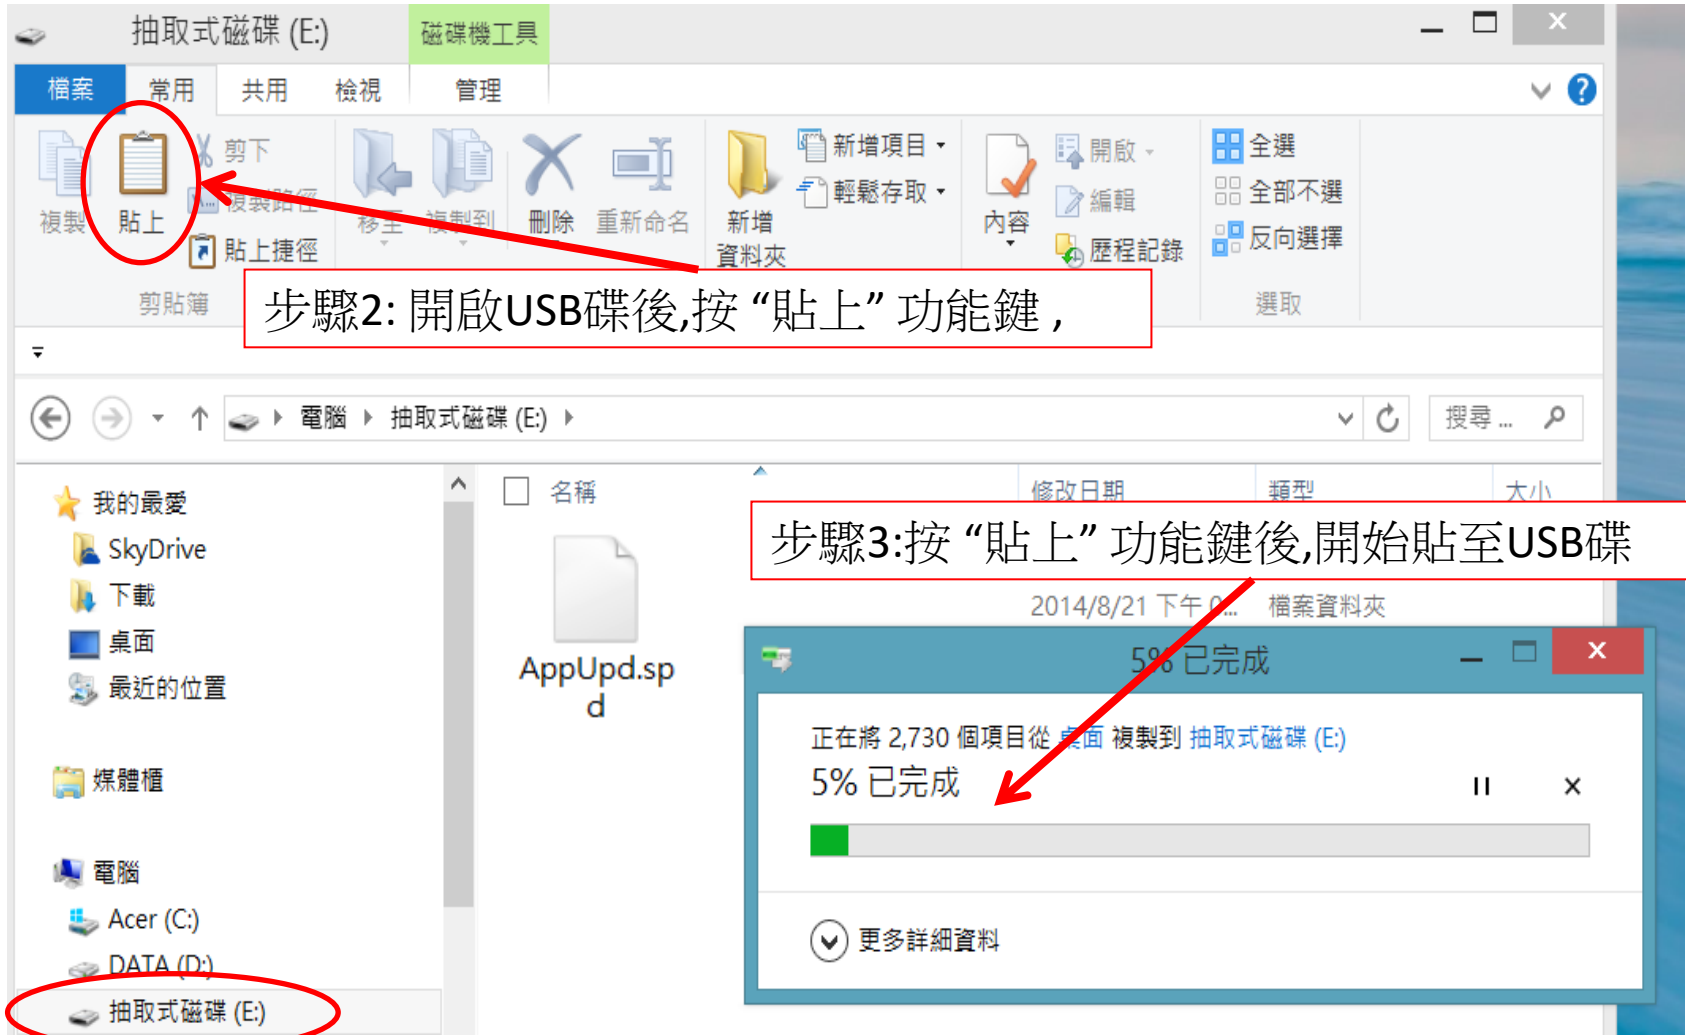 抽取式磁碟 (E:)
磁碟機工具
檔案 常用 共用 檢視 管理
複製
貼上
剪下
複製路徑
貼上捷徑
剪貼簿
移至
複製到
刪除
重新命名
新增
資料夾
新增項目
輕鬆存取
內容
開啟
編輯
歷程記錄
全選
全部不選
反向選擇
選取
步驟2: 開啟USB碟後,按 “貼上” 功能鍵 ,
電腦 抽取式磁碟 (E:)
搜尋 ...
我的最愛
SkyDrive
下載
桌面
最近的位置
媒體櫃
電腦
Acer (C:)
DATA (D:)
抽取式磁碟 (E:)
名稱 修改日期 類型 大小
步驟3:按 “貼上” 功能鍵後,開始貼至USB碟
2014/8/21 下午 0... 檔案資料夾
AppUpd.sp
d
5% 已完成
正在將 2,730 個項目從 桌面 複製到 抽取式磁碟 (E:)
5% 已完成
更多詳細資料